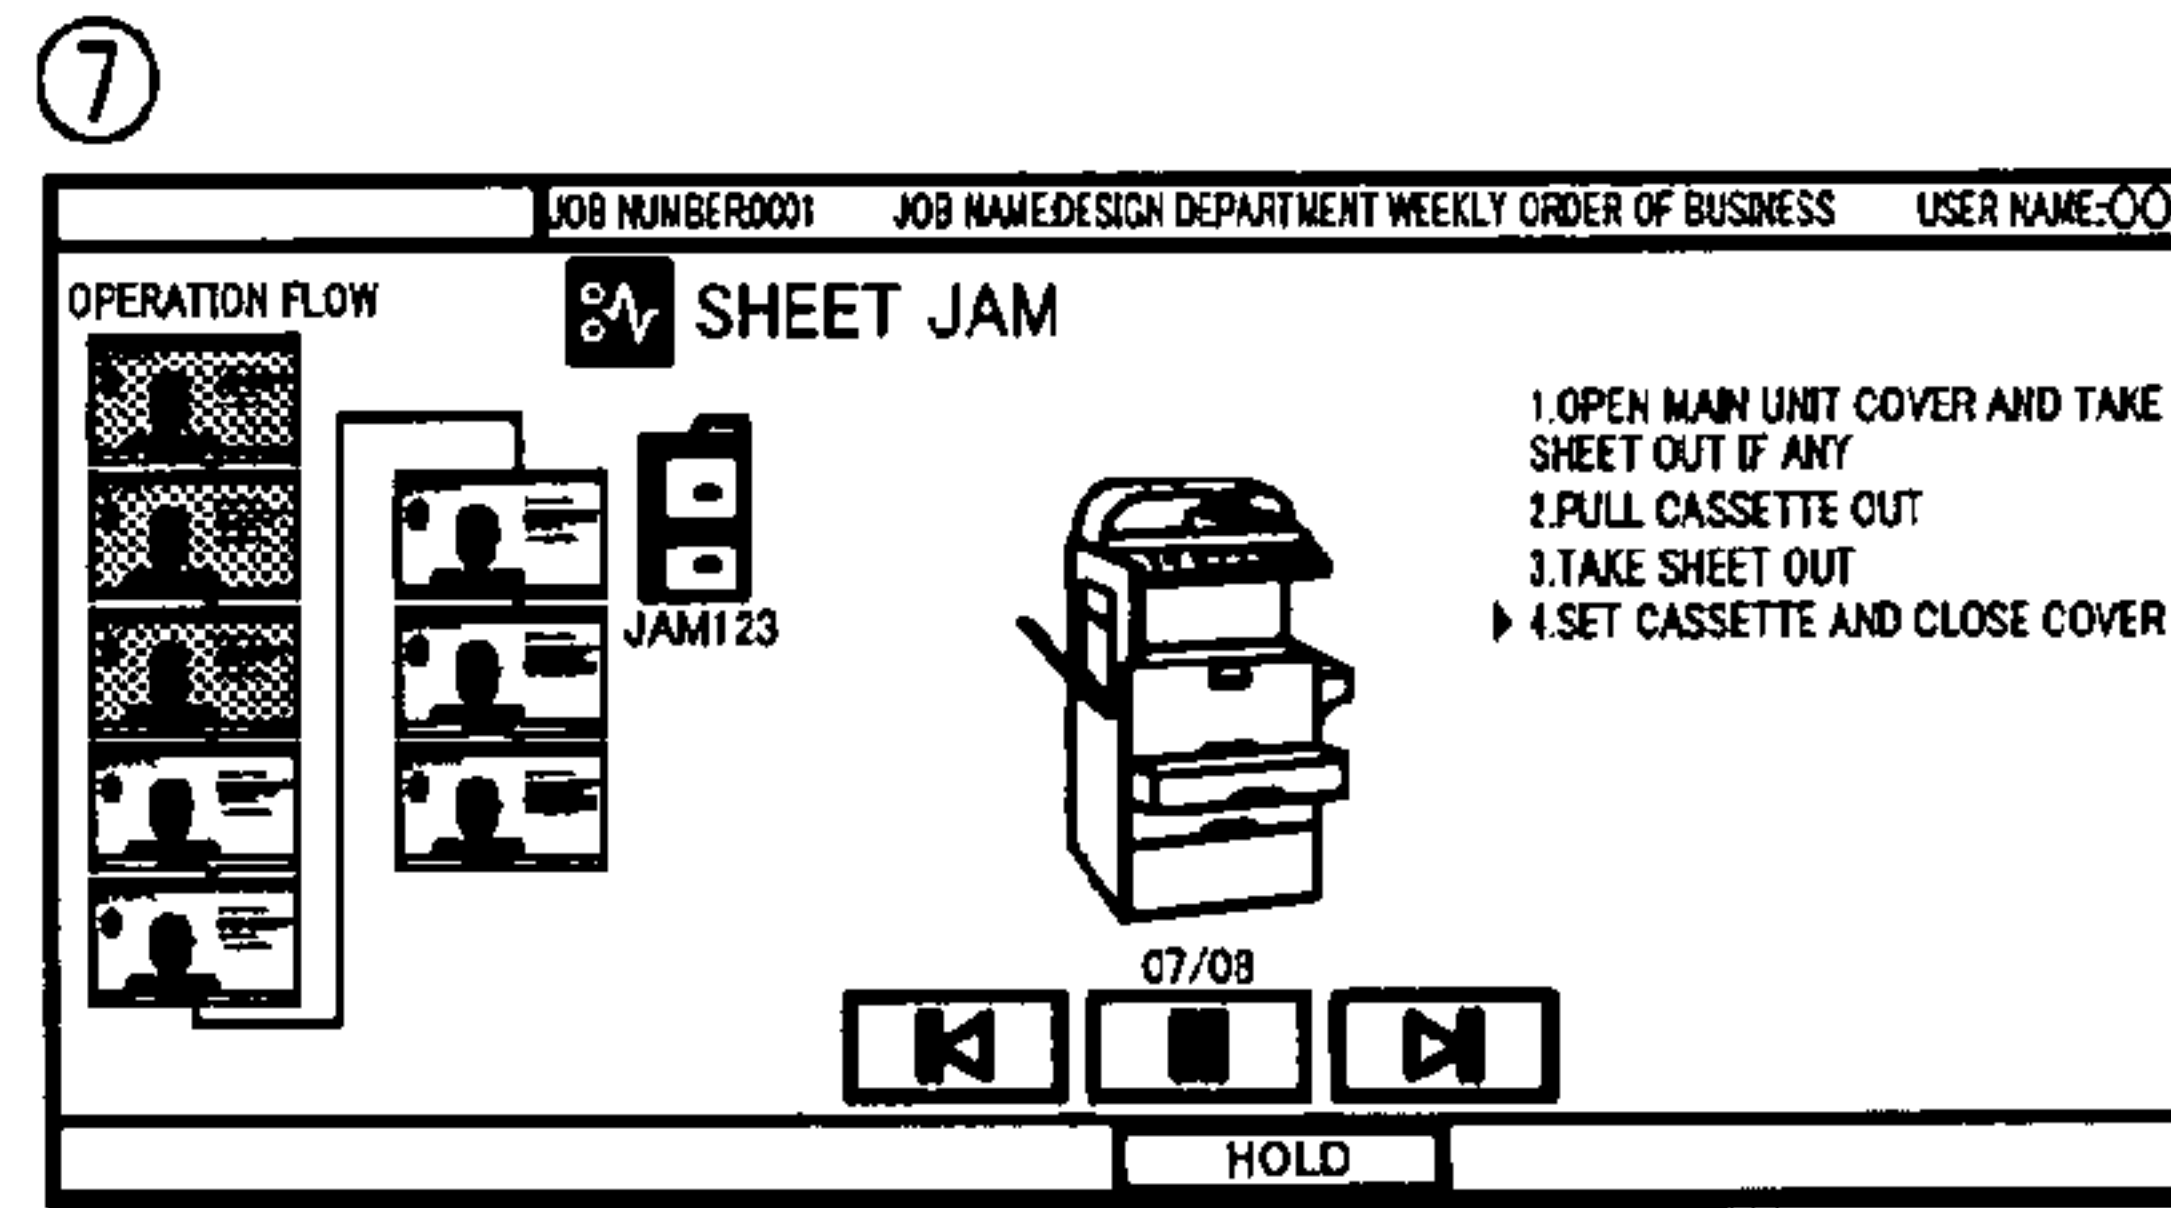 7
JOB NUMBER:0001 JOB NAME:DESIGN DEPARTMENT WEEKLY ORDER OF BUSINESS USER NAME:○○
OPERATION FLOW
SHEET JAM
1.OPEN MAIN UNIT COVER AND TAKE
SHEET OUT IF ANY
2.PULL CASSETTE OUT
3.TAKE SHEET OUT
4.SET CASSETTE AND CLOSE COVER
JAM123
07/08
HOLD